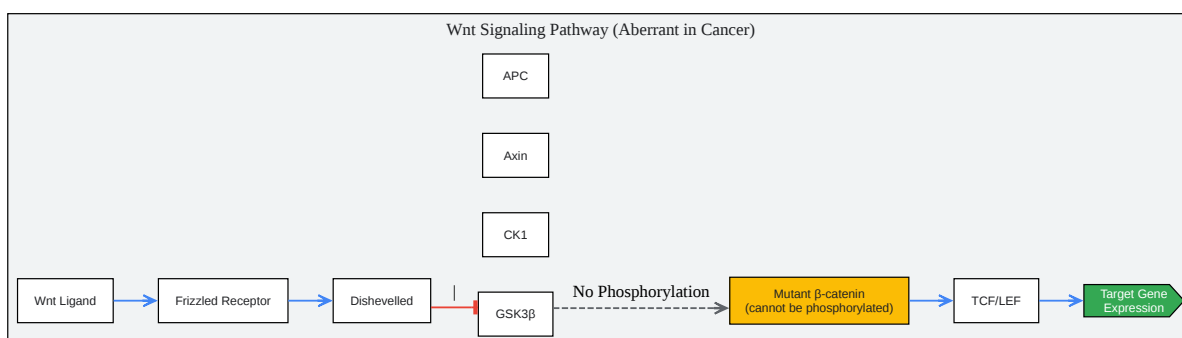 Wnt Signaling Pathway (Aberrant in Cancer)
APC
Axin
CK1
Wnt Ligand
Frizzled Receptor
Dishevelled
|
GSK3β
No Phosphorylation
Mutant β-catenin
(cannot be phosphorylated)
TCF/LEF
Target Gene
Expression